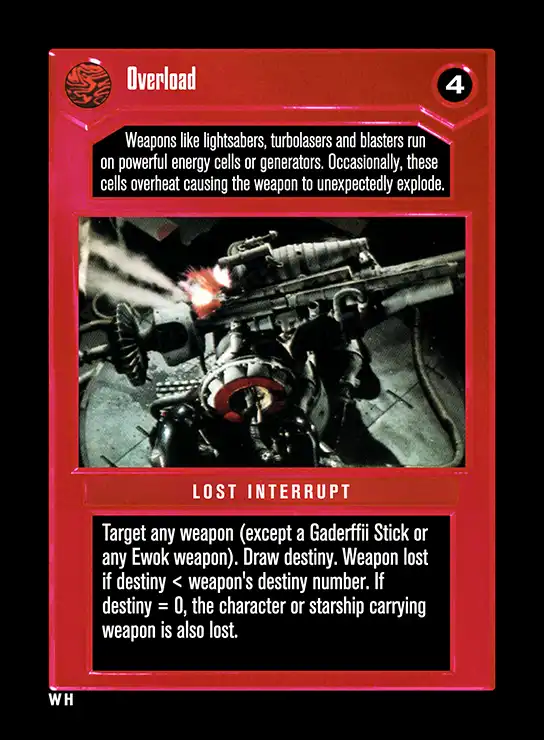 Overload
4
Weapons like lightsabers, turbolasers and blasters run
on powerful energy cells or generators. Occasionally, these
cells overheat causing the weapon to unexpectedly explode.
LOST INTERRUPT
Target any weapon (except a Gaderffii Stick or
any Ewok weapon). Draw destiny. Weapon lost
if destiny < weapon's destiny number. If
destiny = 0, the character or starship carrying
weapon is also lost.
WH